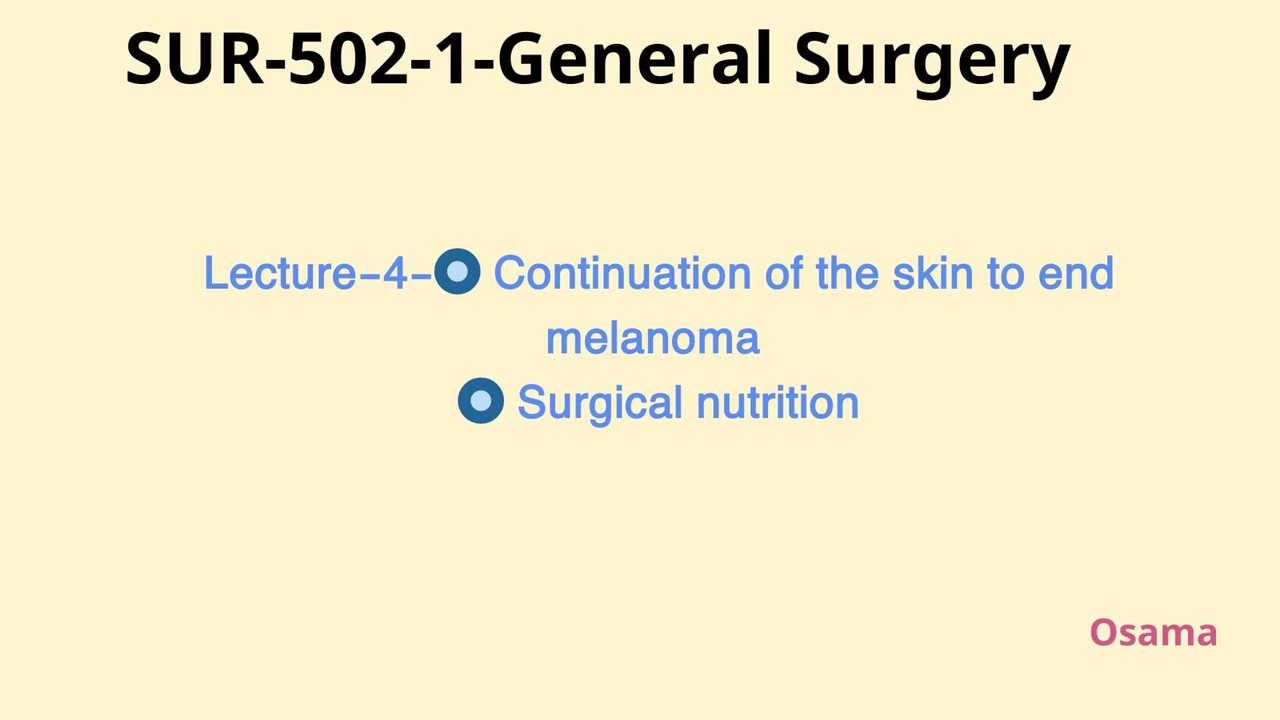 SUR-502-1-General Surgery
Lecture-4-🔵 Continuation of the skin to end
melanoma
🔵 Surgical nutrition
Osama